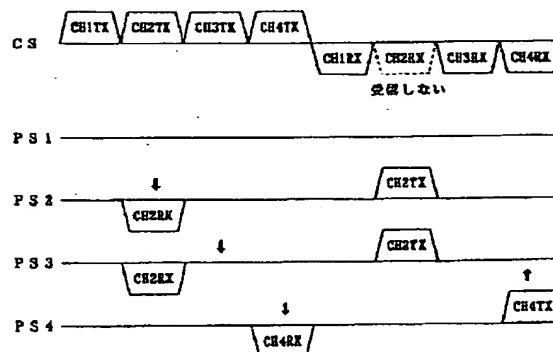 CH1TX CH2TX CH3TX CH4TX
CS
CH1RX CH2RX CH3RX CH4RX
受信しない
PS1
↓ CH2TX
PS2
CH2RX
↓ CH2TX
PS3
CH2RX ↑
↓ CH4TX
PS4
CH4RX